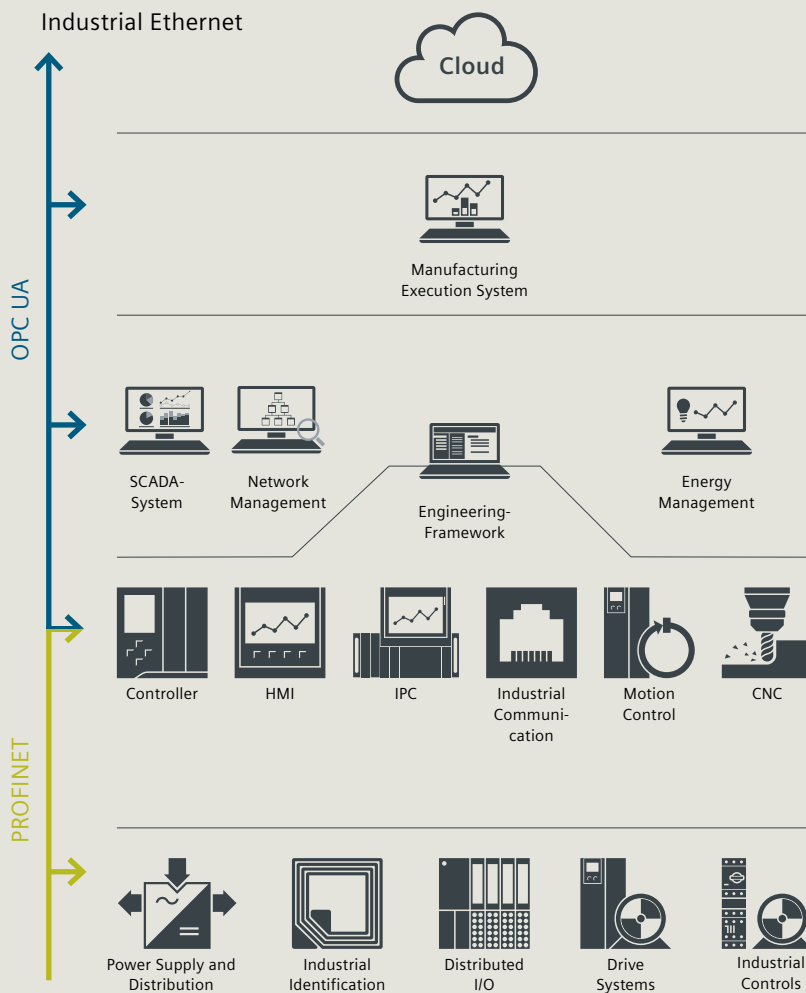 Industrial Ethernet
Cloud
OPC UA
Manufacturing
Execution System
SCADA-
System
Network
Management
Engineering-
Framework
Energy
Management
PROFINET
Controller
HMI
IPC
Industrial
Communi-
cation
Motion
Control
CNC
Power Supply and
Distribution
Industrial
Identification
Distributed
I/O
Drive
Systems
Industrial
Controls